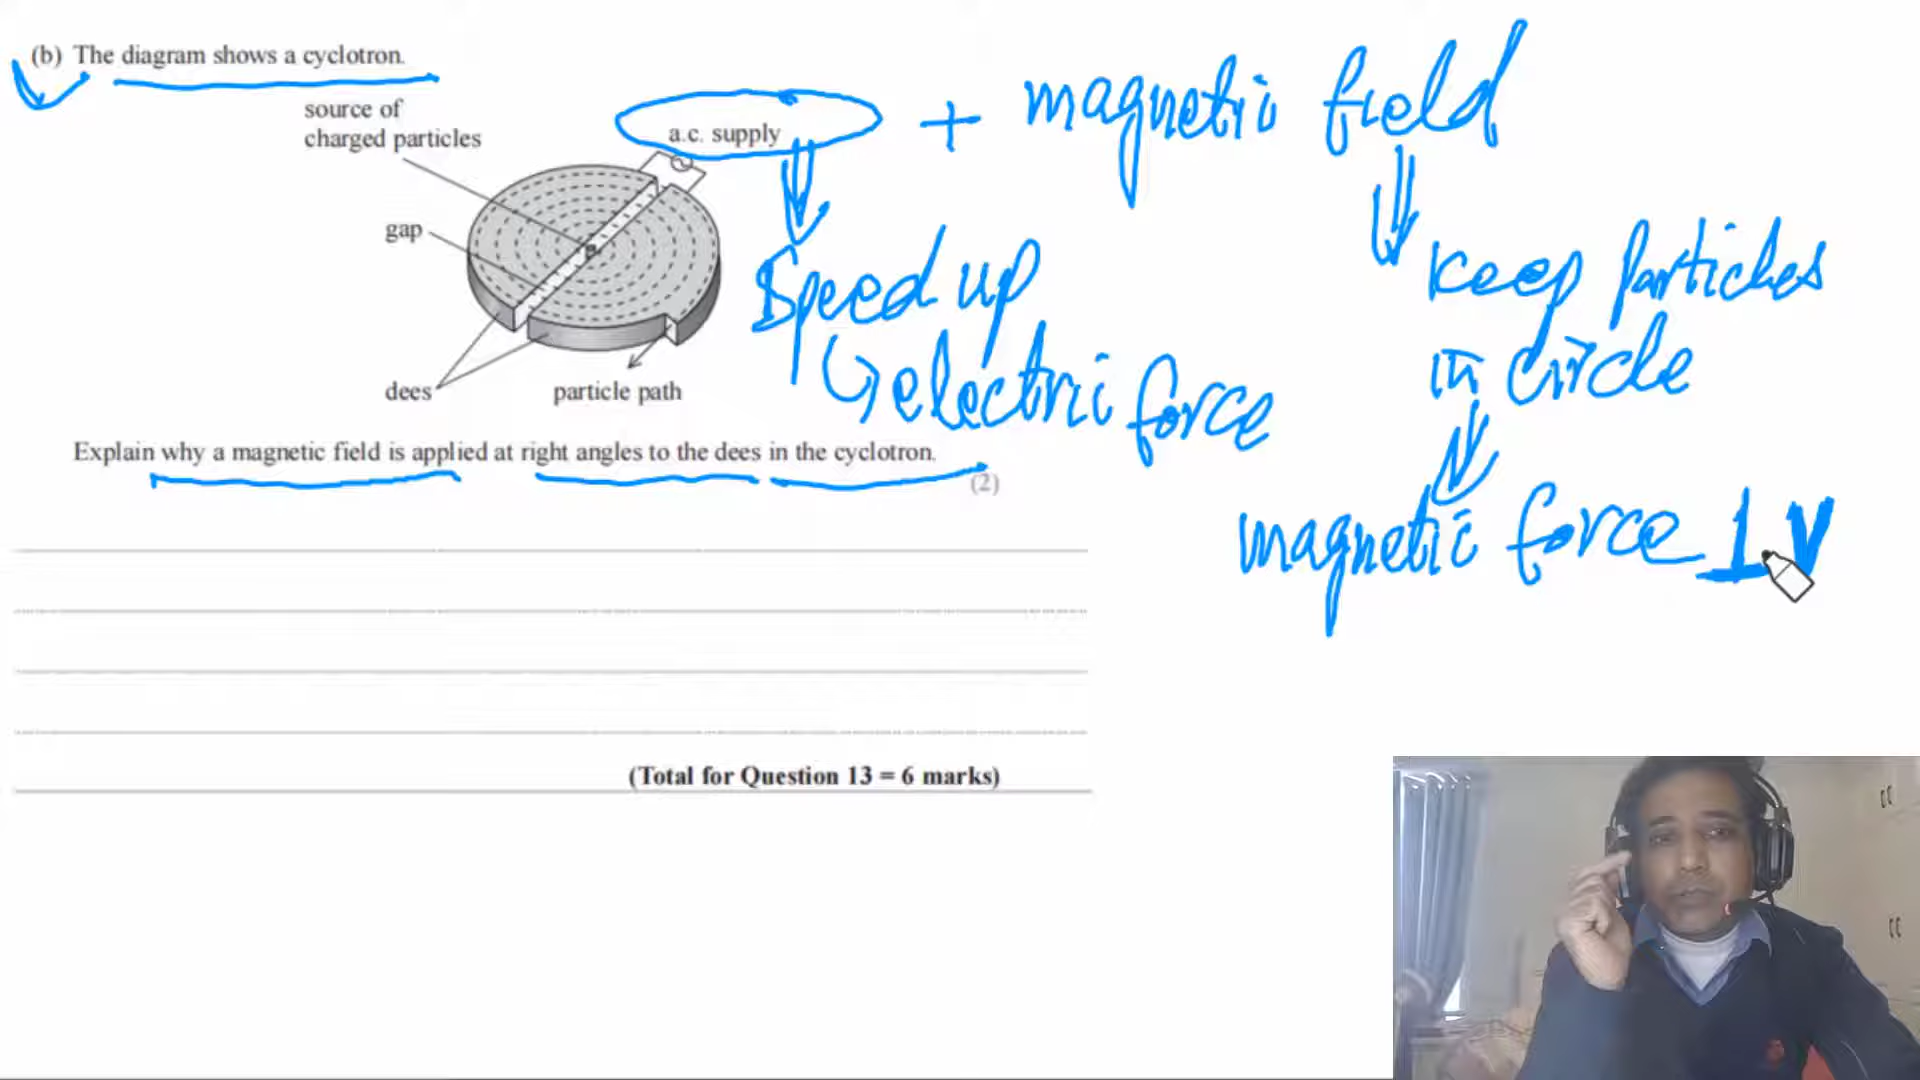 (b) The diagram shows a cyclotron.
source of
charged particles
a.c. supply
+ magnetic field
gap
Speed up
↳ electric force
keep particles
in circle
dees
particle path
Explain why a magnetic field is applied at right angles to the dees in the cyclotron.
(2)
magnetic force ⊥ v
(Total for Question 13 = 6 marks)